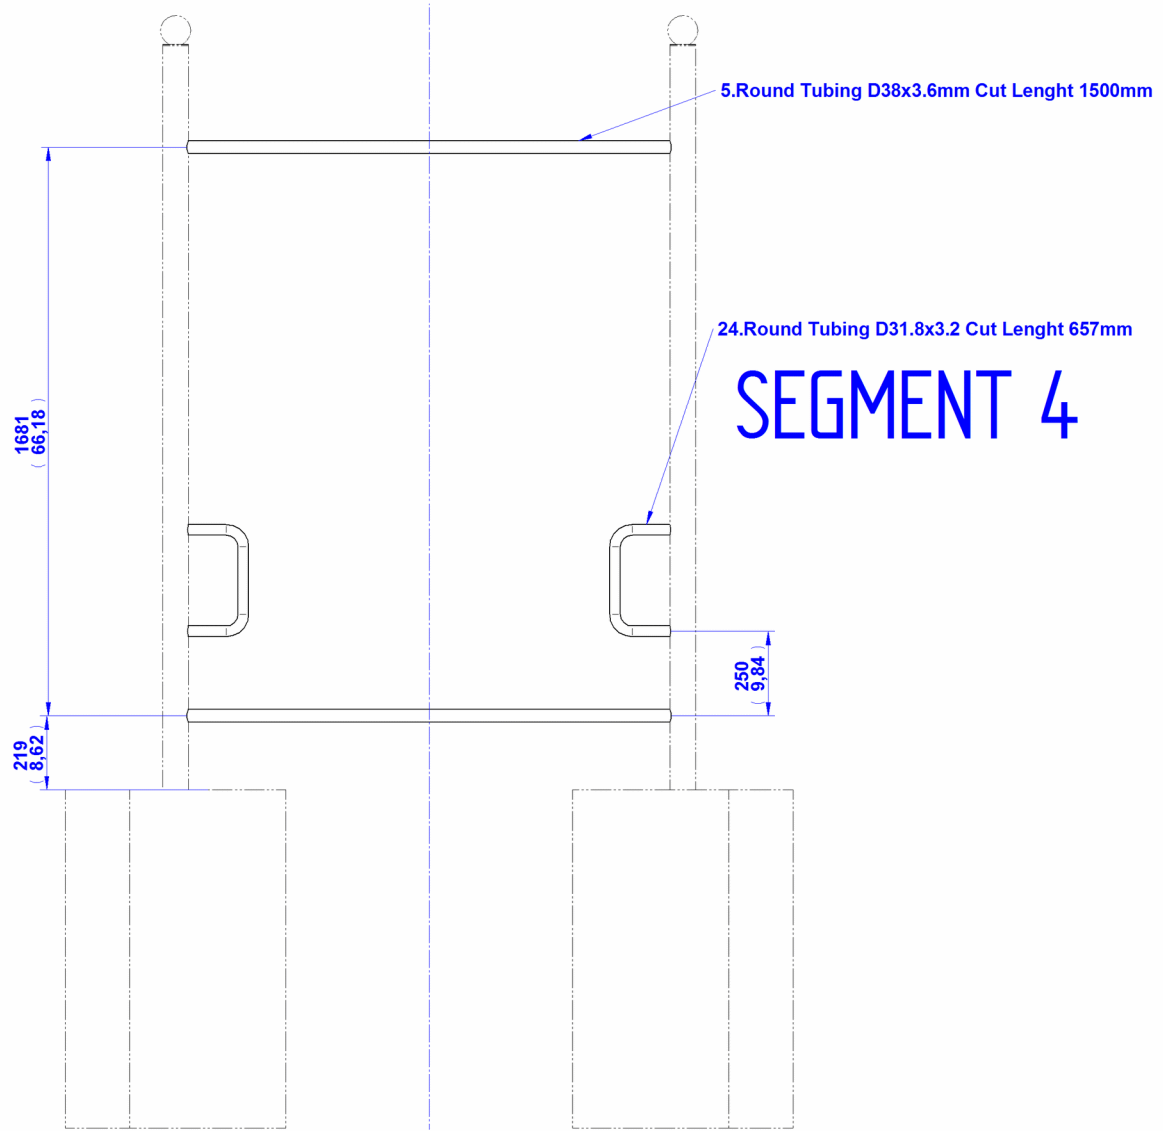 5.Round Tubing D38x3.6mm Cut Lenght 1500mm
24.Round Tubing D31.8x3.2 Cut Lenght 657mm
SEGMENT 4
1681
( 66,18 )
250
9,84 )
219
( 8,62 )